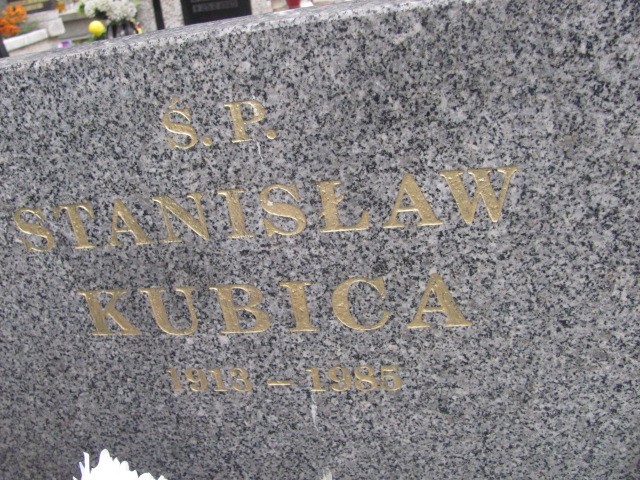 Ś. P.
STANISŁAW
KUBICA
1913 – 1985